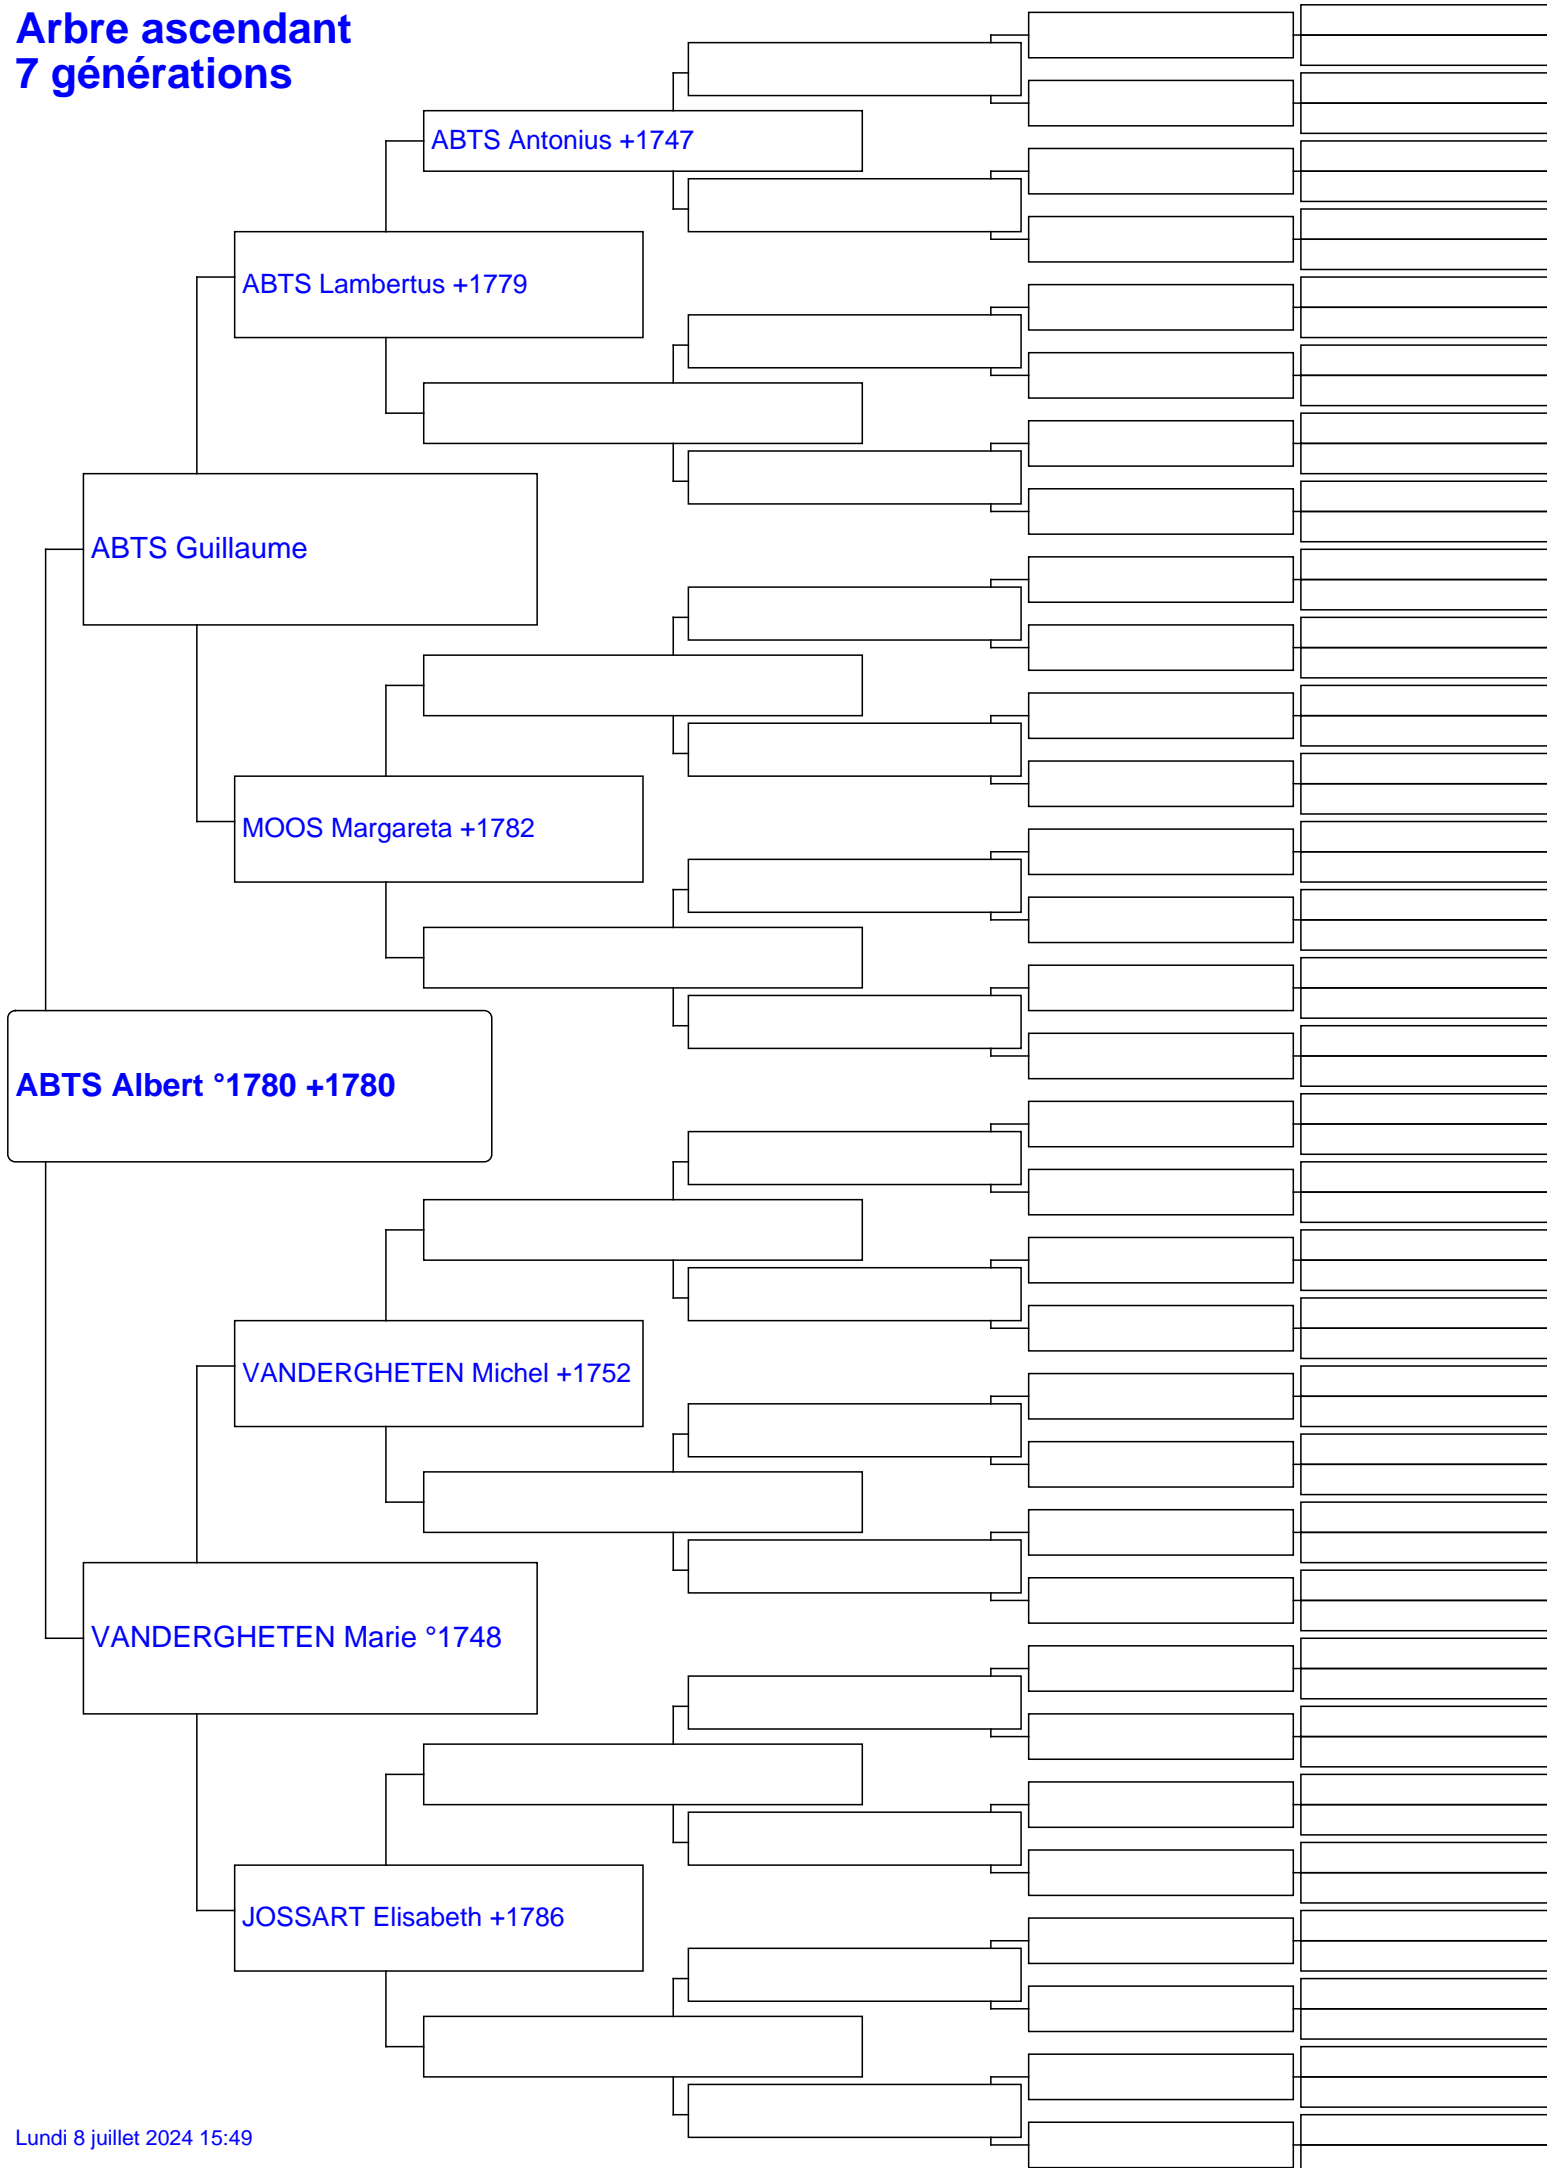 Arbre ascendant
7 générations
ABTS Antonius +1747
ABTS Lambertus +1779
ABTS Guillaume
MOOS Margareta +1782
ABTS Albert °1780 +1780
VANDERGHETEN Michel +1752
VANDERGHETEN Marie °1748
JOSSART Elisabeth +1786
Lundi 8 juillet 2024 15:49